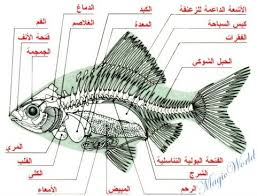 الأشعة الداعمة للزعنفة
الكبد
الدماغ
كيس السباحة
المعدة
الغلاصم
الفم
الفقرات
فتحة الأنف
الجمجمة
الحبل الشوكي
المري
الفتحة البولية التناسلية
القلب
الشرج
الكلى
الرحم
المبيض
الأمعاء
MagicWorld